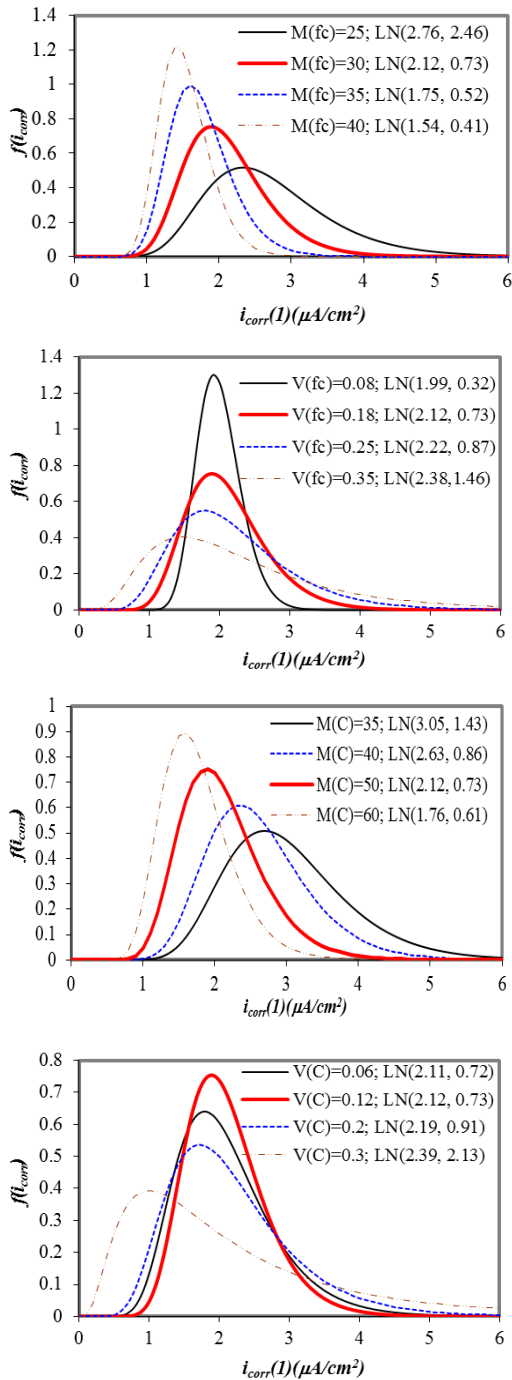 1.4
1.2
1
0.8
0.6
0.4
0.2
0
f(icorr)
M(fc)=25; LN(2.76, 2.46)
M(fc)=30; LN(2.12, 0.73)
M(fc)=35; LN(1.75, 0.52)
M(fc)=40; LN(1.54, 0.41)
0 1 2 3 4 5 6
icorr(1)(μA/cm²)
1.4
1.2
1
0.8
0.6
0.4
0.2
0
f(icorr)
V(fc)=0.08; LN(1.99, 0.32)
V(fc)=0.18; LN(2.12, 0.73)
V(fc)=0.25; LN(2.22, 0.87)
V(fc)=0.35; LN(2.38,1.46)
0 1 2 3 4 5 6
icorr(1)(μA/cm²)
1
0.9
0.8
0.7
0.6
0.5
0.4
0.3
0.2
0.1
0
f(icorr)
M(C)=35; LN(3.05, 1.43)
M(C)=40; LN(2.63, 0.86)
M(C)=50; LN(2.12, 0.73)
M(C)=60; LN(1.76, 0.61)
0 1 2 3 4 5 6
icorr(1)(μA/cm²)
0.8
0.7
0.6
0.5
0.4
0.3
0.2
0.1
0
f(icorr)
V(C)=0.06; LN(2.11, 0.72)
V(C)=0.12; LN(2.12, 0.73)
V(C)=0.2; LN(2.19, 0.91)
V(C)=0.3; LN(2.39, 2.13)
0 1 2 3 4 5 6
icorr(1)(μA/cm²)